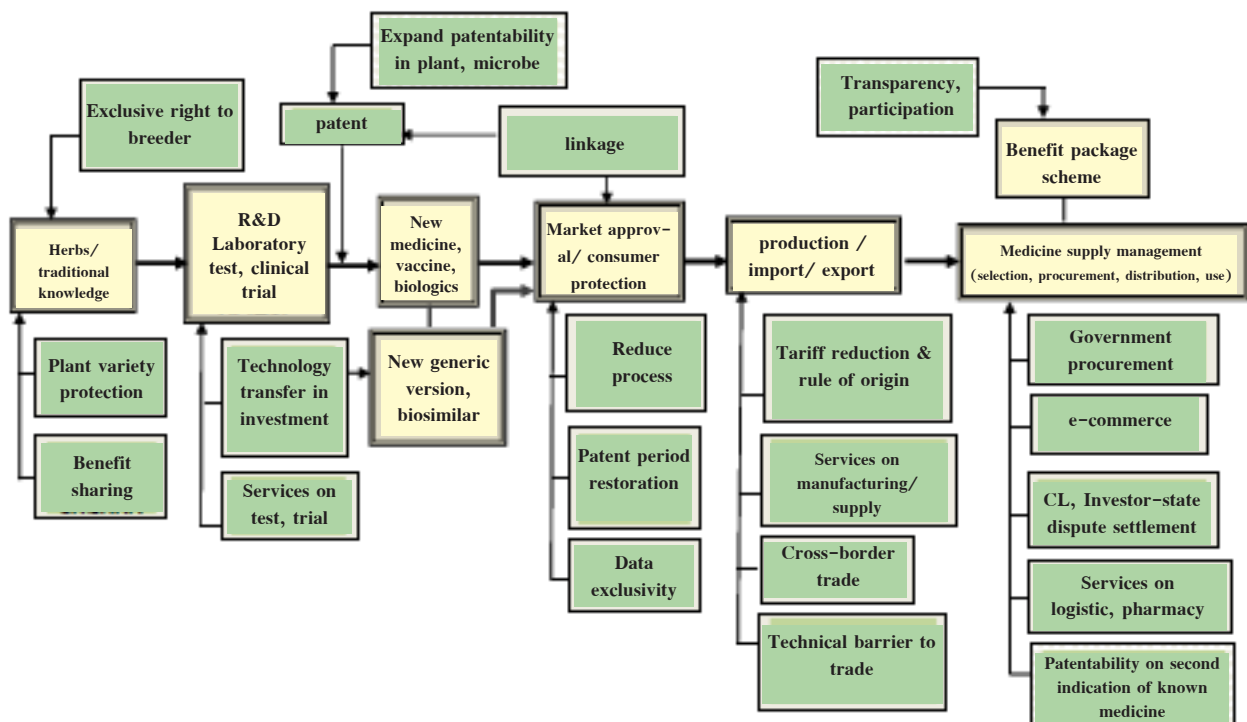 Expand patentability
in plant, microbe
Transparency,
participation
Exclusive right to
breeder
patent
linkage
Benefit package
scheme
Herbs/
traditional
knowledge
R&D
Laboratory
test, clinical
trial
New
medicine,
vaccine,
biologics
Market approv-
al/ consumer
protection
production /
import/ export
Medicine supply management
(selection, procurement, distribution, use)
Plant variety
protection
Benefit
sharing
Technology
transfer in
investment
Services on
test, trial
New generic
version,
biosimilar
Reduce
process
Patent period
restoration
Data
exclusivity
Tariff reduction &
rule of origin
Services on
manufacturing/
supply
Cross-border
trade
Technical barrier to
trade
Government
procurement
e-commerce
CL, Investor-state
dispute settlement
Services on
logistic, pharmacy
Patentability on second
indication of known
medicine